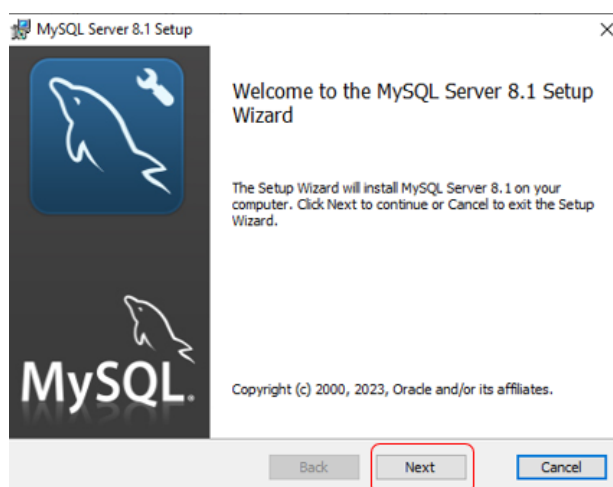 MySQL Server 8.1 Setup
Welcome to the MySQL Server 8.1 Setup
Wizard
The Setup Wizard will install MySQL Server 8.1 on your
computer. Click Next to continue or Cancel to exit the Setup
Wizard.
MySQL.
Copyright (c) 2000, 2023, Oracle and/or its affiliates.
Back Next Cancel